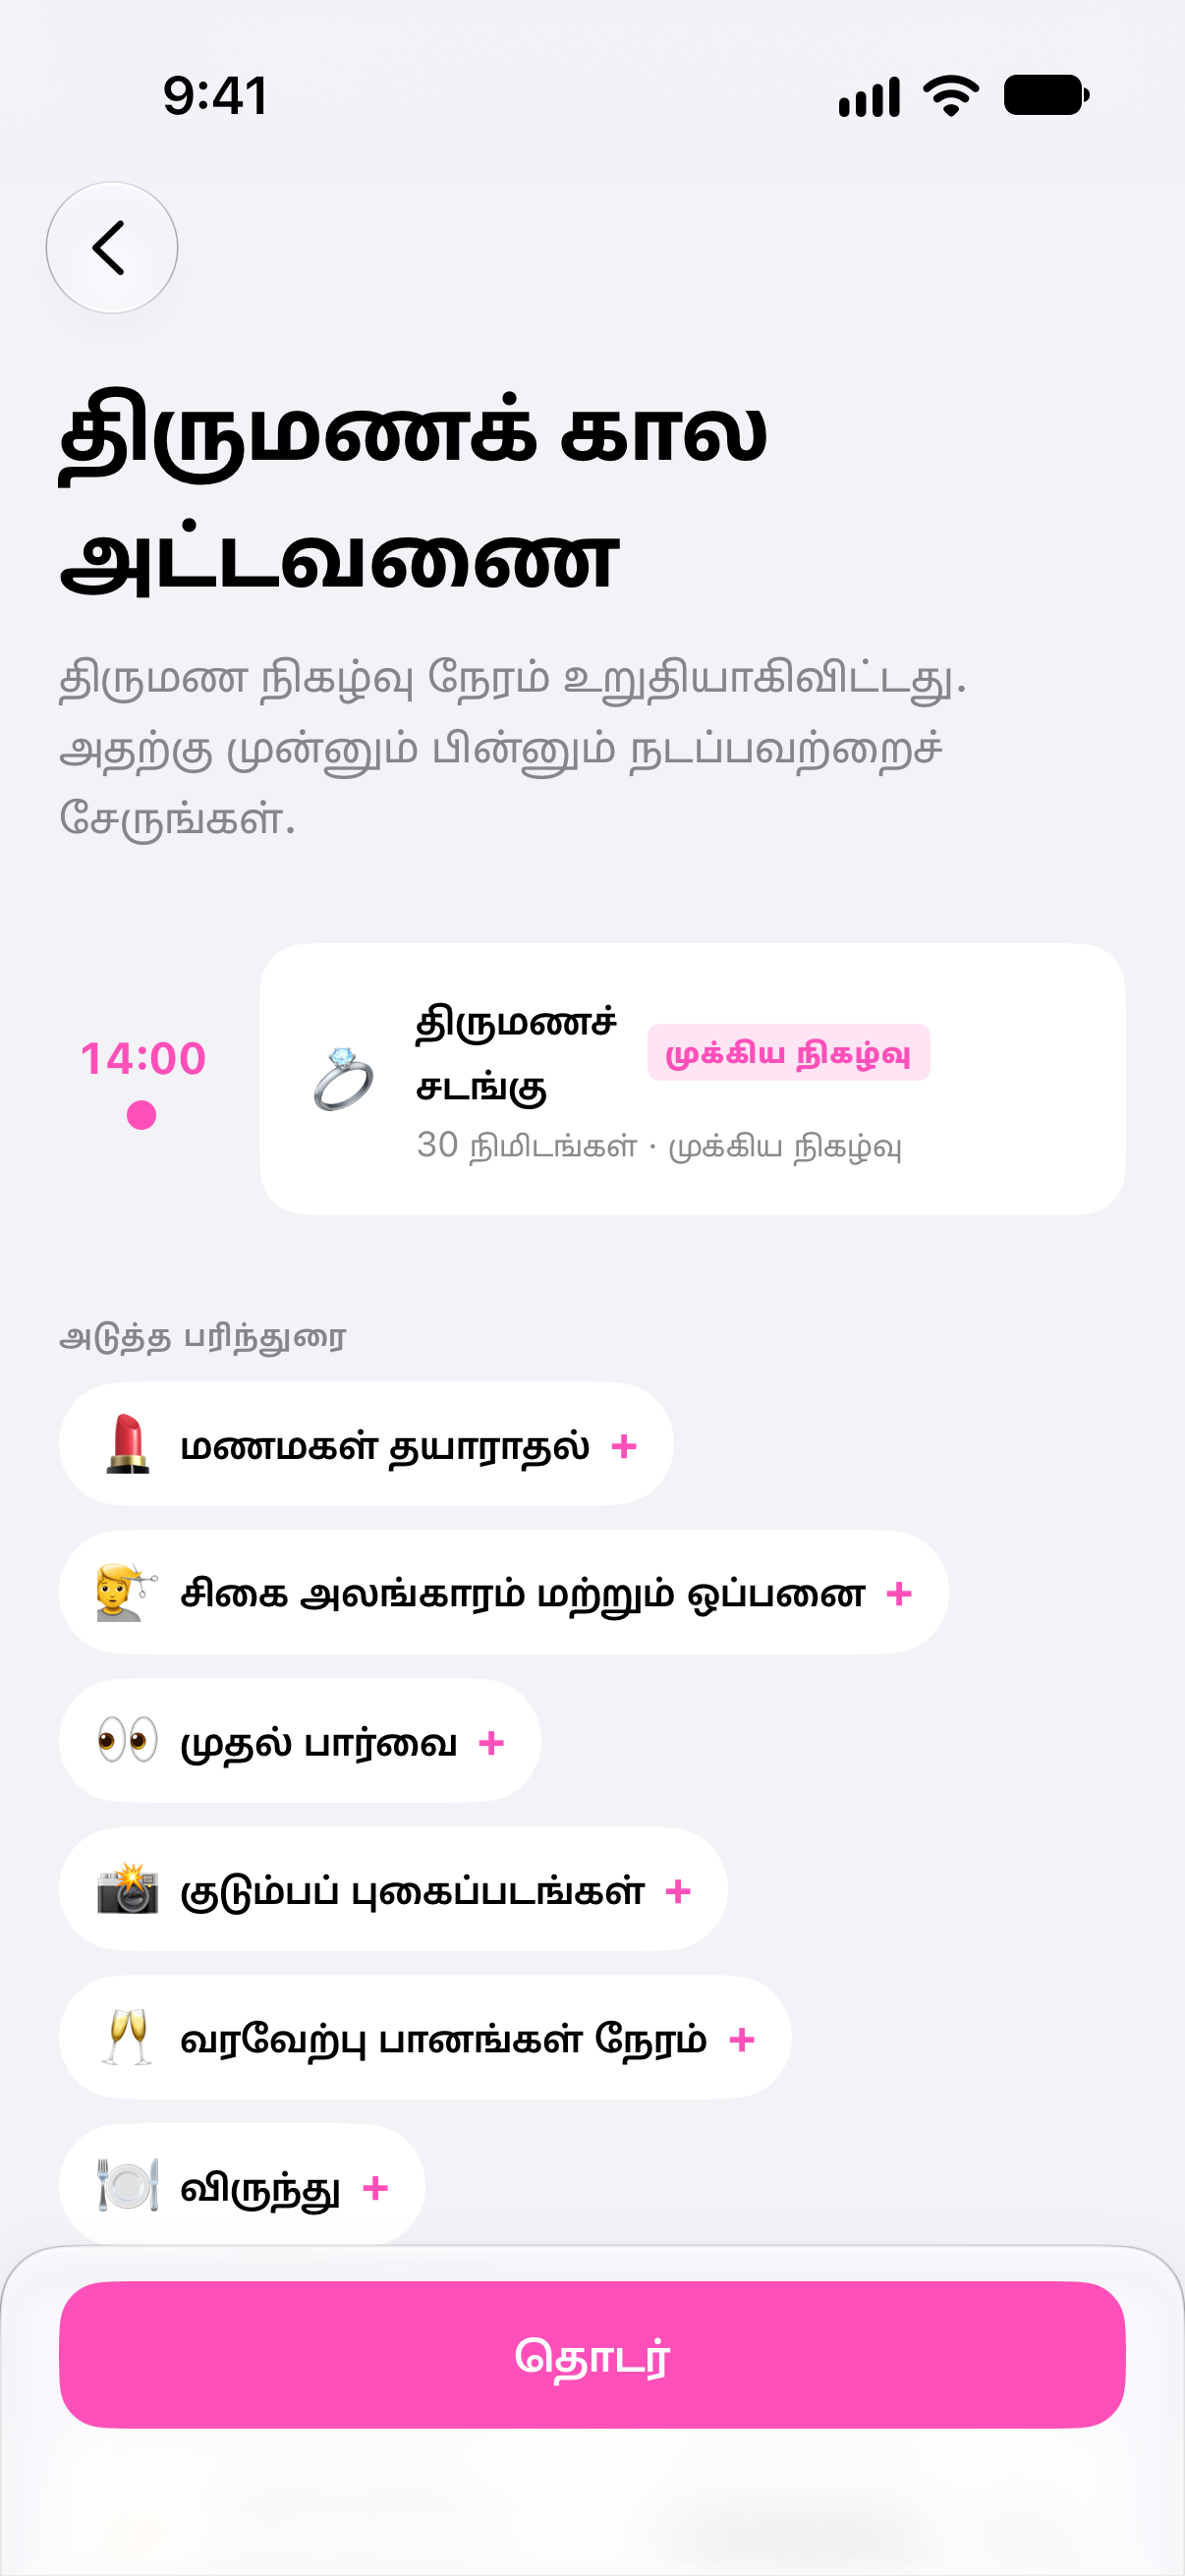 9:41
திருமணக் கால
அட்டவணை
திருமண நிகழ்வு நேரம் உறுதியாகிவிட்டது.
அதற்கு முன்னும் பின்னும் நடப்பவற்றைச்
சேருங்கள்.
14:00
திருமணச்
சடங்கு
முக்கிய நிகழ்வு
30 நிமிடங்கள் · முக்கிய நிகழ்வு
அடுத்த பரிந்துரை
மணமகள் தயாராதல் +
சிகை அலங்காரம் மற்றும் ஒப்பனை +
முதல் பார்வை +
குடும்பப் புகைப்படங்கள் +
வரவேற்பு பானங்கள் நேரம் +
விருந்து +
தொடர்